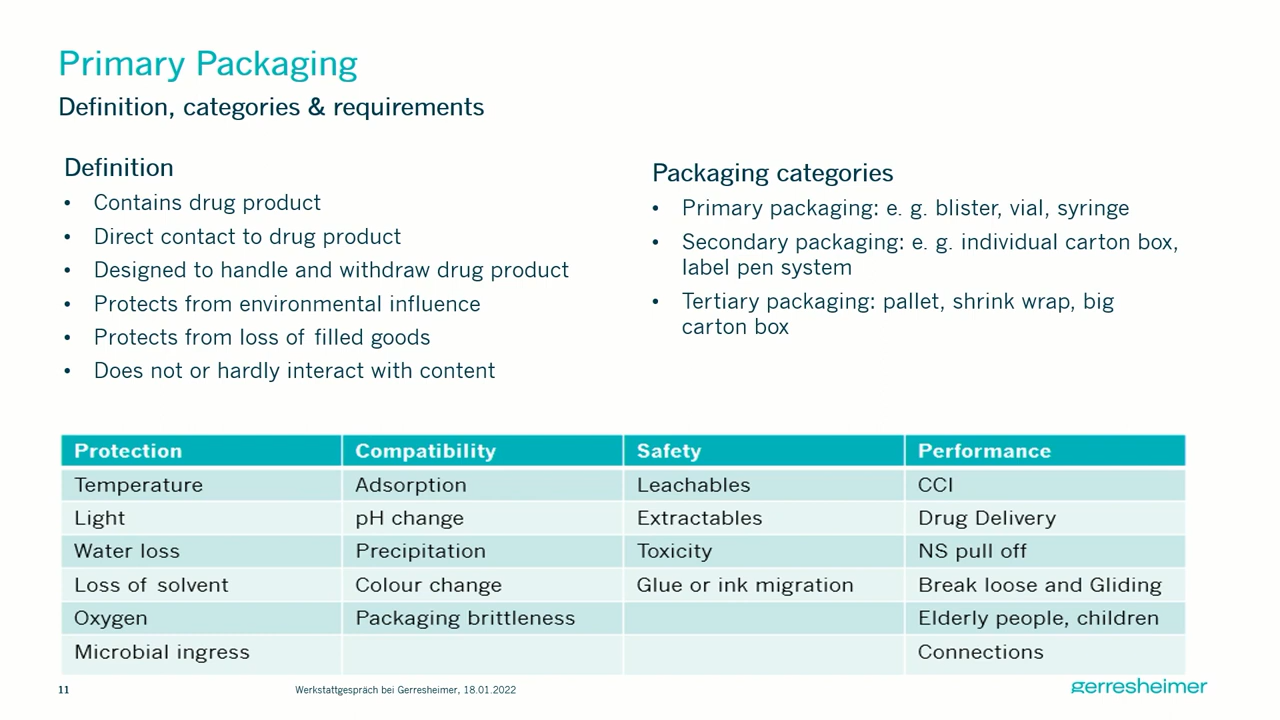 Primary Packaging
Definition, categories & requirements
Definition
• Contains drug product
• Direct contact to drug product
• Designed to handle and withdraw drug product
• Protects from environmental influence
• Protects from loss of filled goods
• Does not or hardly interact with content
Packaging categories
• Primary packaging: e. g. blister, vial, syringe
• Secondary packaging: e. g. individual carton box,
label pen system
• Tertiary packaging: pallet, shrink wrap, big
carton box
Protection Compatibility Safety Performance
Temperature Adsorption Leachables CCI
Light pH change Extractables Drug Delivery
Water loss Precipitation Toxicity NS pull off
Loss of solvent Colour change Glue or ink migration Break loose and Gliding
Oxygen Packaging brittleness Elderly people, children
Microbial ingress Connections
11 Werkstattgespräch bei Gerresheimer, 18.01.2022 gerresheimer